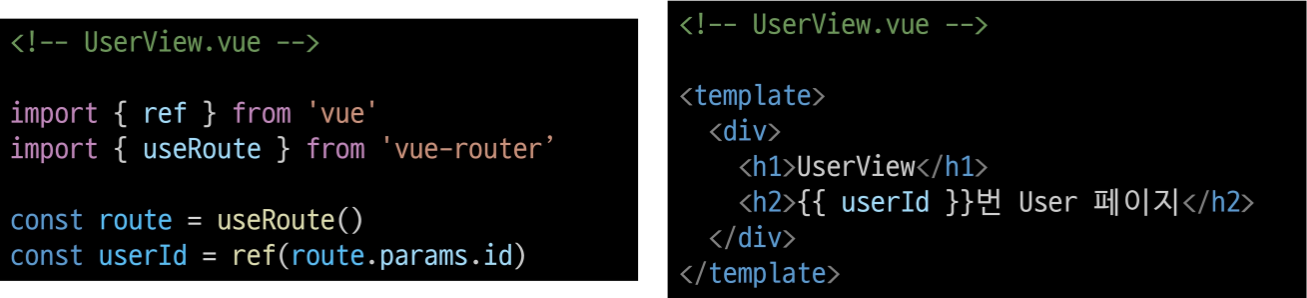 <!-- UserView.vue -->
import { ref } from 'vue'
import { useRoute } from 'vue-router’
const route = useRoute()
const userId = ref(route.params.id)
<!-- UserView.vue -->
<template>
  <div>
    <h1>UserView</h1>
    <h2>{{ userId }}번 User 페이지</h2>
  </div>
</template>